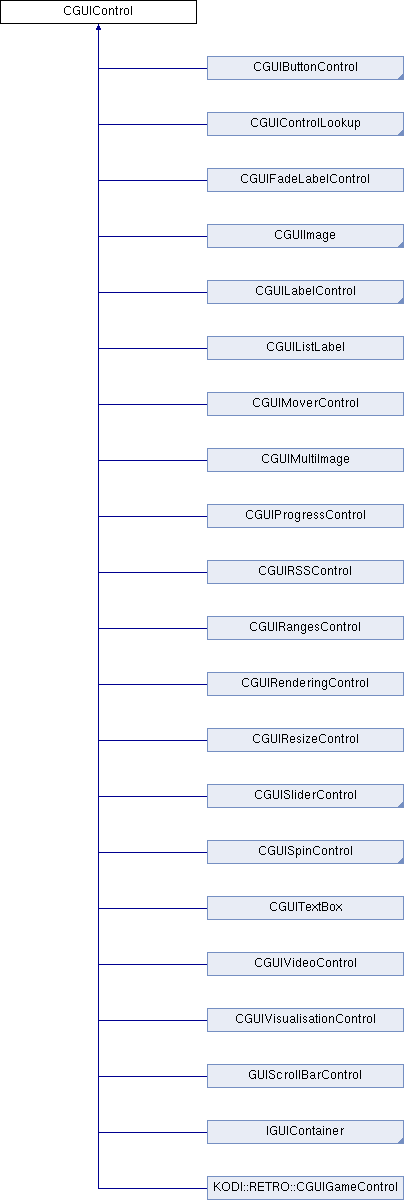 CGUIControl
CGUIButtonControl
CGUIControlLookup
CGUIFadeLabelControl
CGUIImage
CGUILabelControl
CGUIListLabel
CGUIMoverControl
CGUIMultiImage
CGUIProgressControl
CGUIRSSControl
CGUIRangesControl
CGUIRenderingControl
CGUIResizeControl
CGUISliderControl
CGUISpinControl
CGUITextBox
CGUIVideoControl
CGUIVisualisationControl
GUIScrollBarControl
IGUIContainer
KODI::RETRO::CGUIGameControl